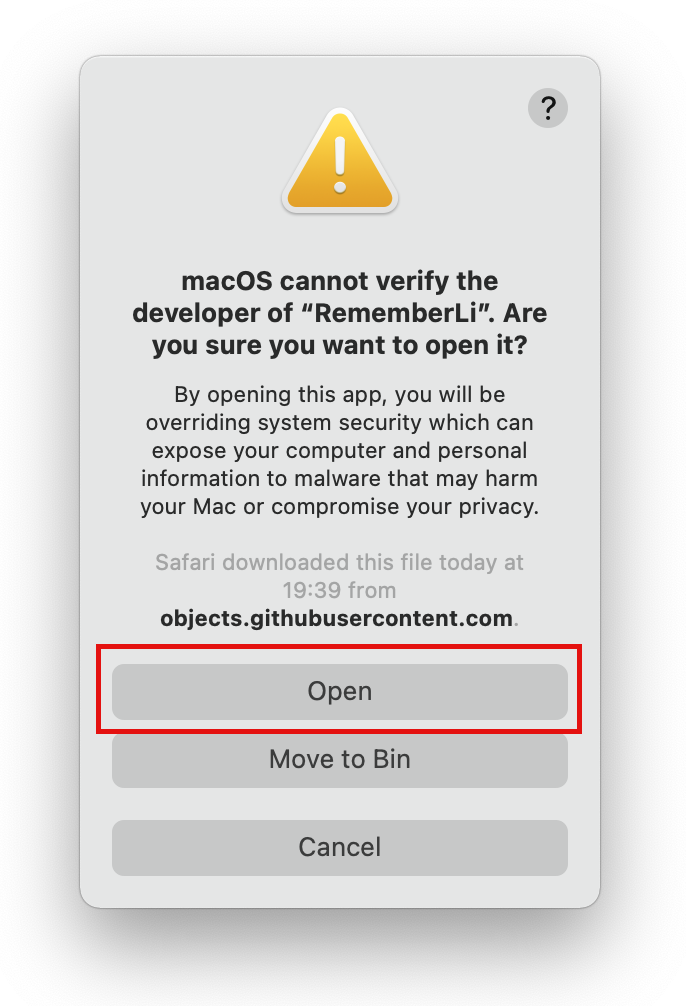 ?
macOS cannot verify the
developer of “RememberLi”. Are
you sure you want to open it?
By opening this app, you will be
overriding system security which can
expose your computer and personal
information to malware that may harm
your Mac or compromise your privacy.
Safari downloaded this file today at
19:39 from
objects.githubusercontent.com.
Open
Move to Bin
Cancel